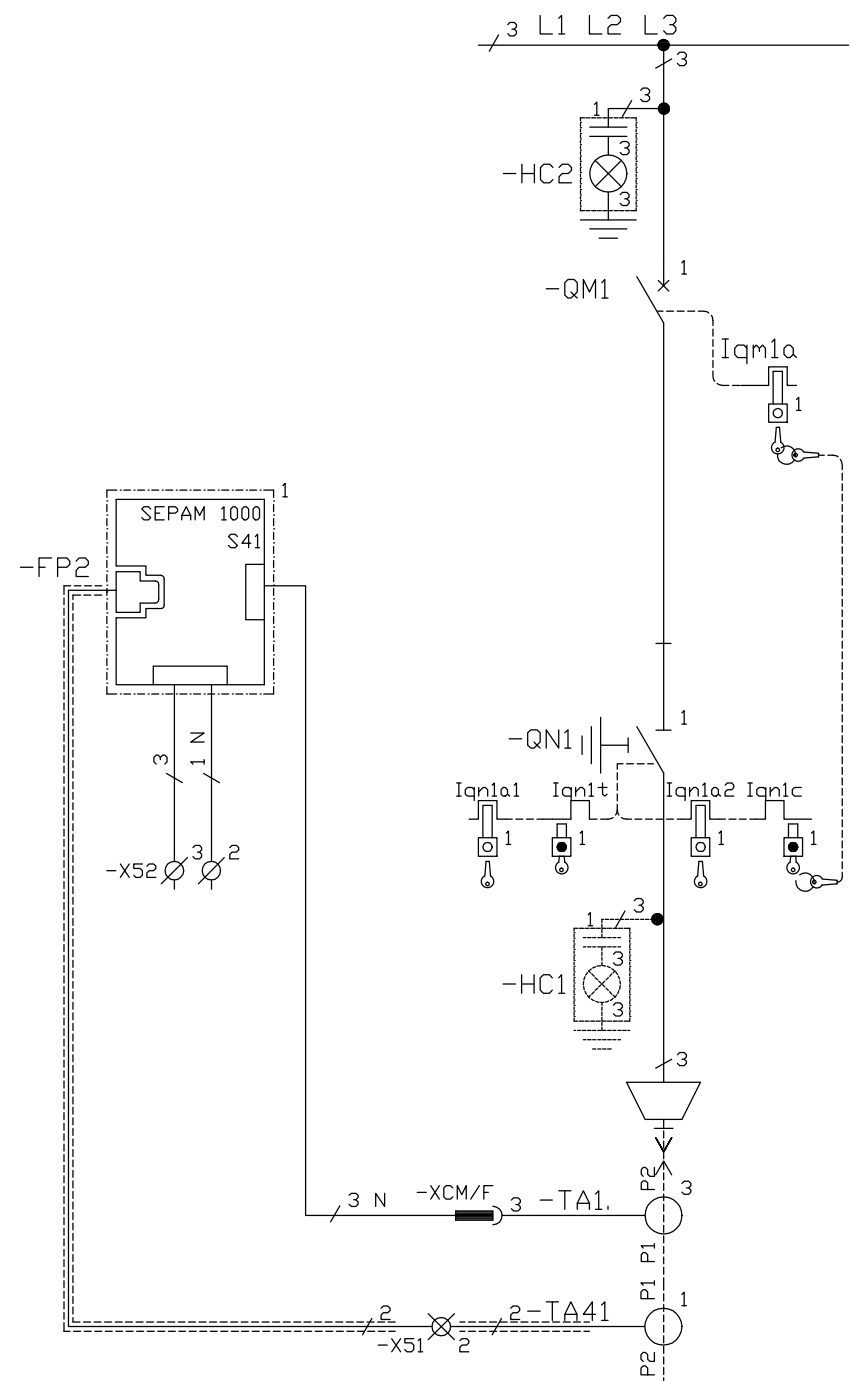 3 L1 L2 L3
3
1 3
-HC2
3
3
1
-QM1
Iqm1a
1
1
SEPAM 1000
S41
-FP2
1
-QN1
3
1 N
Iqn1a1 Iqn1t Iqn1a2 Iqn1c
1 1 1 1
-X52 3 2
1 3
-HC1
3
3
3
P2
3
3 N -XCM/F 3 -TA1.
P1
P1
1
2 2 -TA41
-X51 2
P2